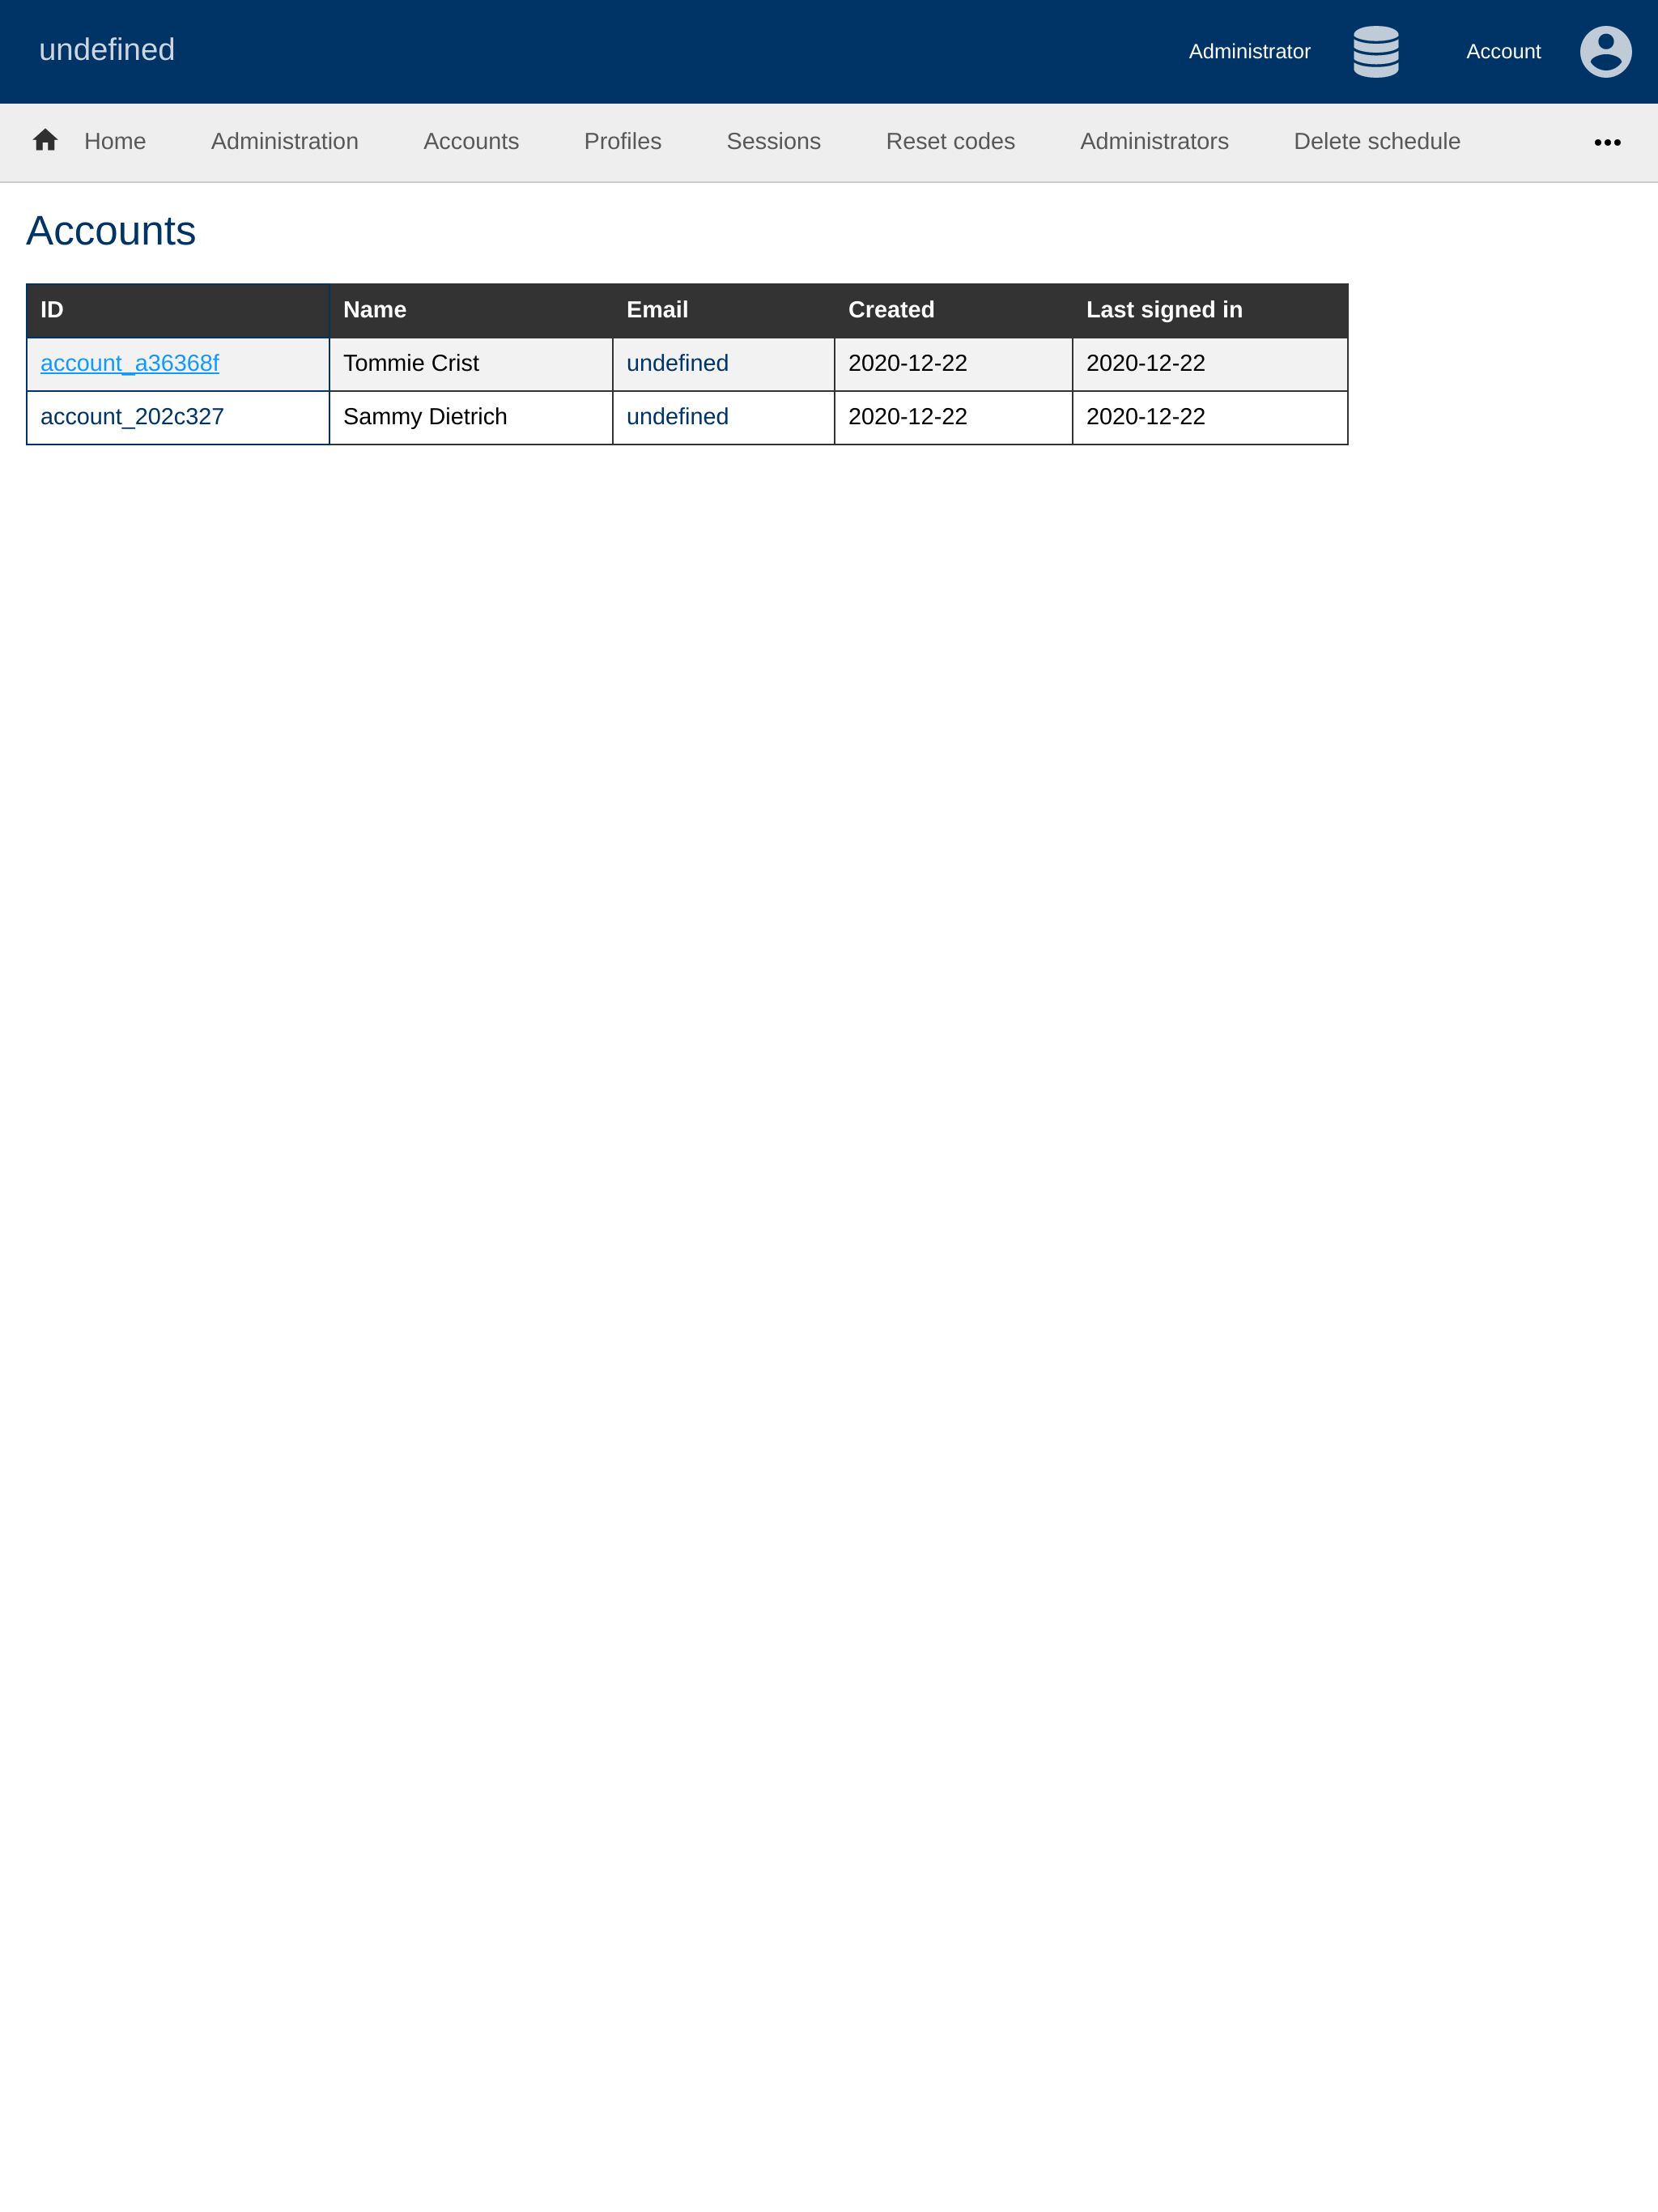 undefined Administrator Account
Home Administration Accounts Profiles Sessions Reset codes Administrators Delete schedule •••
Accounts
ID Name Email Created Last signed in
account_a36368f Tommie Crist undefined 2020-12-22 2020-12-22
account_202c327 Sammy Dietrich undefined 2020-12-22 2020-12-22